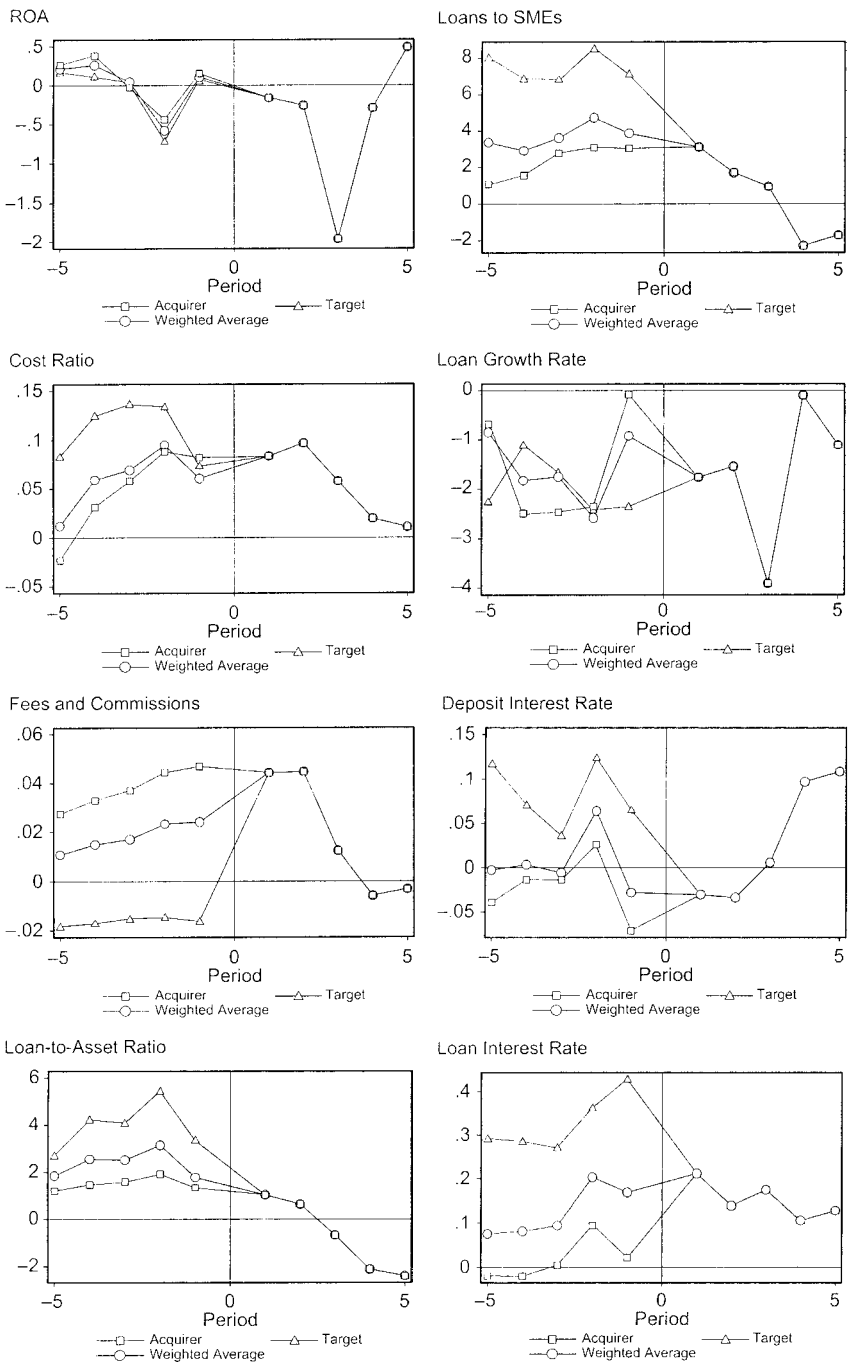 ROA
.5
0
–.5
–1
–1.5
–2
–5
0
5
Period
Acquirer
Target
Weighted Average
Loans to SMEs
8
6
4
2
0
–2
–5
0
5
Period
Acquirer
Target
Weighted Average
Cost Ratio
.15
.1
.05
0
–.05
–5
0
5
Period
Acquirer
Target
Weighted Average
Loan Growth Rate
0
–1
–2
–3
–4
–5
0
5
Period
Acquirer
Target
Weighted Average
Fees and Commissions
.06
.04
.02
0
–.02
–5
0
5
Period
Acquirer
Target
Weighted Average
Deposit Interest Rate
.15
.1
.05
0
–.05
–5
0
5
Period
Acquirer
Target
Weighted Average
Loan-to-Asset Ratio
6
4
2
0
–2
–5
0
5
Period
Acquirer
Target
Weighted Average
Loan Interest Rate
.4
.3
.2
.1
0
–5
0
5
Period
Acquirer
Target
Weighted Average